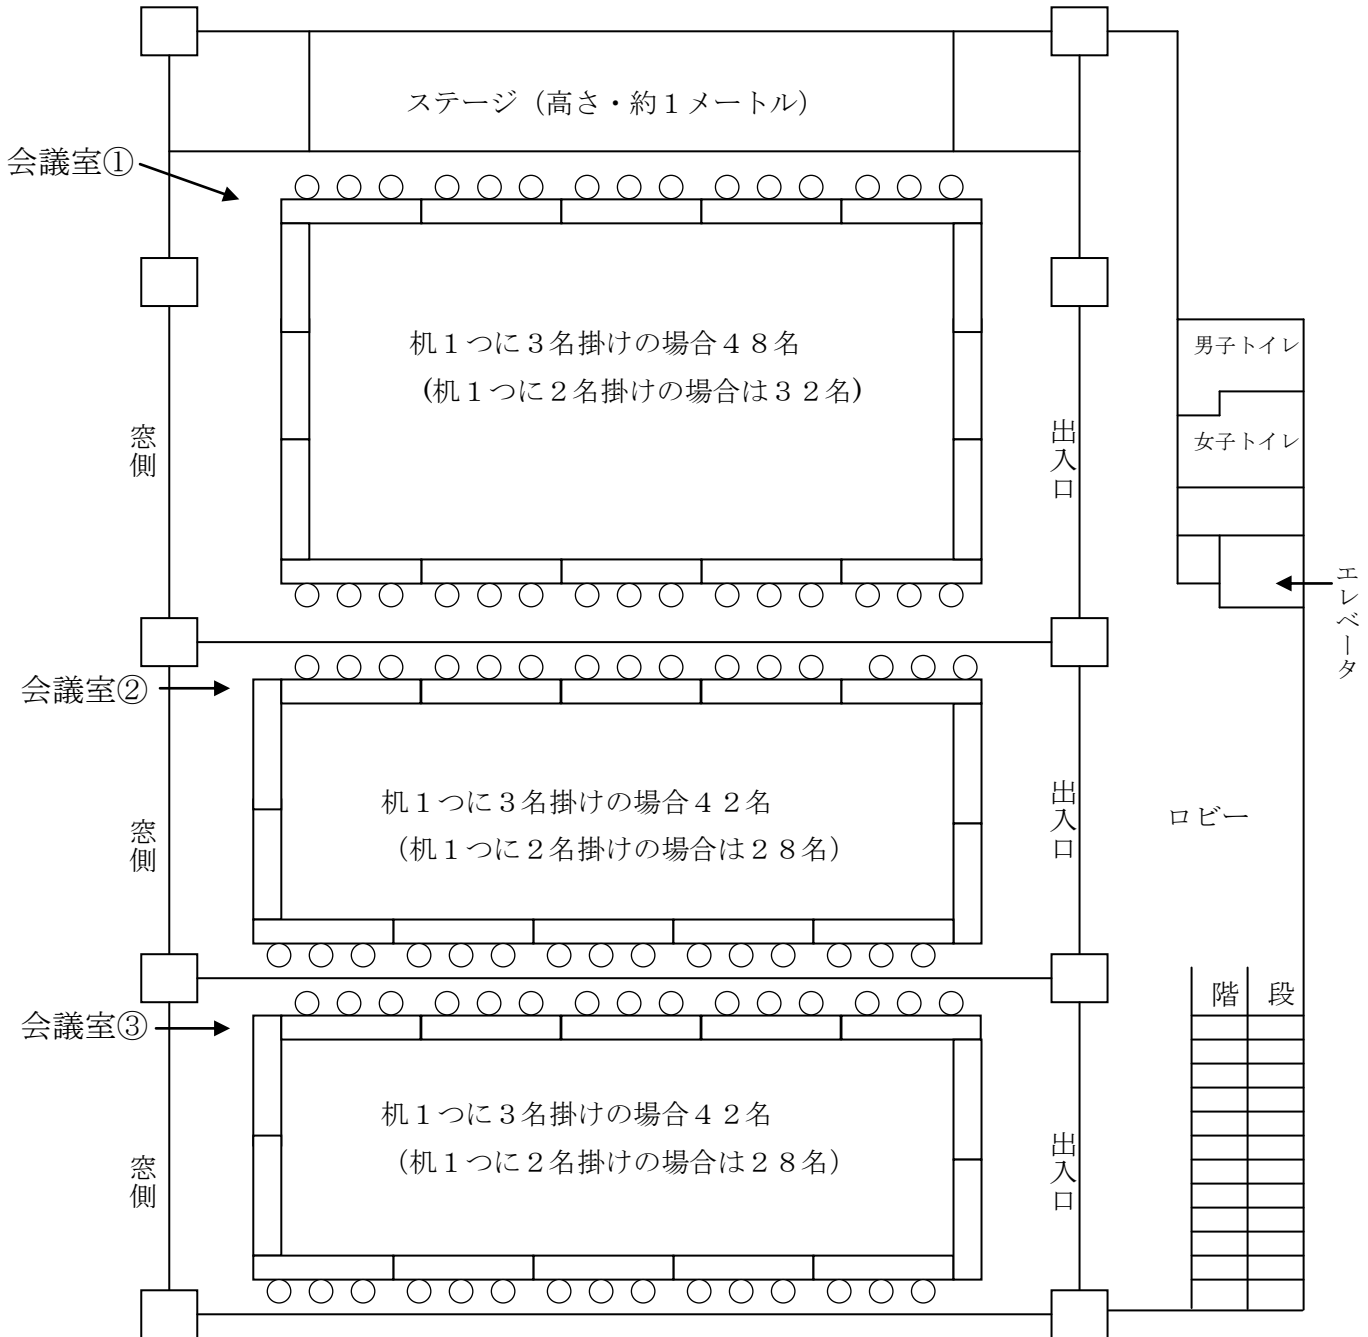 ステージ（高さ・約１メートル）
会議室①
机１つに３名掛けの場合４８名
(机１つに２名掛けの場合は３２名)
窓側
出入口
男子トイレ
女子トイレ
エレベータ
会議室②
机１つに３名掛けの場合４２名
（机１つに２名掛けの場合は２８名）
窓側
出入口
ロビー
階段
会議室③
机１つに３名掛けの場合４２名
（机１つに２名掛けの場合は２８名）
窓側
出入口